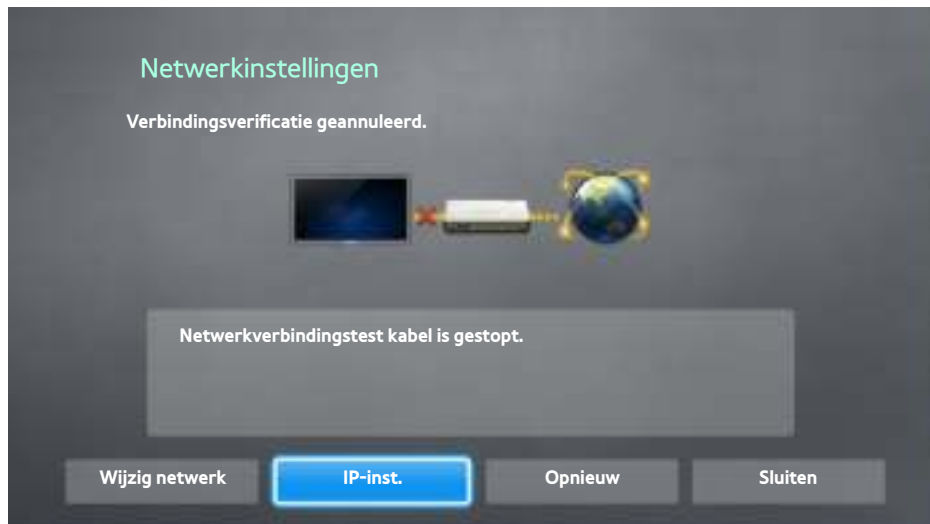 Netwerkinstellingen
Verbindingsverificatie geannuleerd.
Netwerkverbindingstest kabel is gestopt.
Wijzig netwerk
IP-inst.
Opnieuw
Sluiten